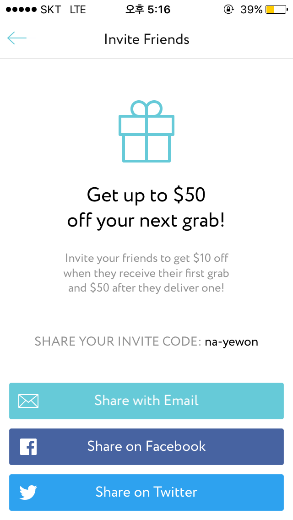 SKT LTE 오후 5:16 39%
Invite Friends
Get up to $50
off your next grab!
Invite your friends to get $10 off
when they receive their first grab
and $50 after they deliver one!
SHARE YOUR INVITE CODE: na-yewon
Share with Email
Share on Facebook
Share on Twitter